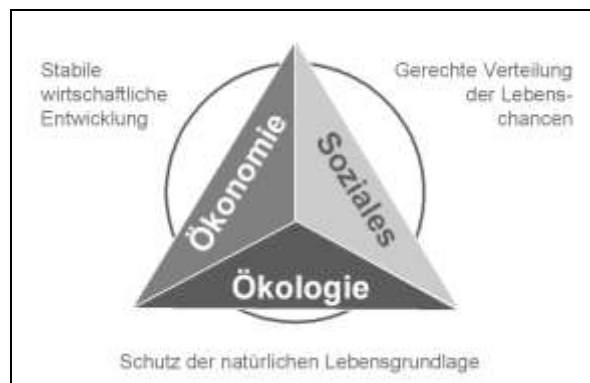 Stabile
wirtschaftliche
Entwicklung
Gerechte Verteilung
der Lebens-
chancen
Ökonomie
Soziales
Ökologie
Schutz der natürlichen Lebensgrundlage